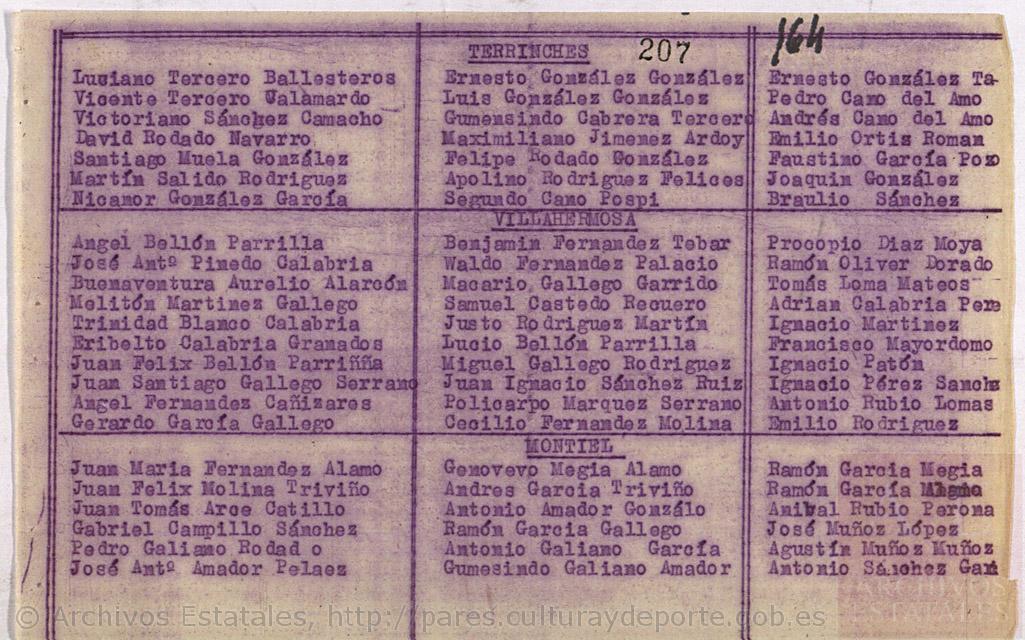 164
TERRINCHES 207
Luciano Tercero Ballesteros Ernesto González González Ernesto González Ta-
Vicente Tercero Valamardo Luis González González Pedro Cano del Amo
Victoriano Sánchez Camacho Gumensindo Cabrera Tercero Andrés Cano del Amo
David Rodado Navarro Maximiliano Jimenez Ardoy Emilio Ortis Roman
Santiago Muela González Felipe Rodado González Faustino García Pozo
Martín Salido Rodriguez Apolino Rodriguez Felices Joaquin González
Nicanor González García Segundo Cano Pospi Braulio Sánchez
VILLAHERMOSA
Angel Bellón Parrilla Benjamin Fernandez Tebar Procopio Diaz Moya
José Antº Pinedo Calabria Waldo Fernandez Palacio Ramón Oliver Dorado
Buenaventura Aurelio Alarcón Macario Gallego Garrido Tomás Loma Mateos
Melitón Martinez Gallego Samuel Castedo Recuero Adrian Calabria Pere
Trinidad Blanco Calabria Justo Rodriguez Martín Ignacio Martinez
Eribelto Calabria Granados Lucio Bellón Parrilla Francisco Mayordomo
Juan Felix Bellón Parriñña Miguel Gallego Rodriguez Ignacio Patón
Juan Santiago Gallego Serrano Juan Ignacio Sánchez Ruiz Ignacio Pérez Sanche
Angel Fernandez Cañizares Policarpo Marquez Serrano Antonio Rubio Lomas
Gerardo García Gallego Cecilio Fernandez Molina Emilio Rodriguez
MONTIEL
Juan Maria Fernandez Alamo Genovevo Megia Alamo Ramón Garcia Megia
Juan Felix Molina Triviño Andres Garcia Triviño Ramón García
Juan Tomás Arce Catillo Antonio Amador Gonzálo Anibal Rubio Perona
Gabriel Campillo Sánchez Ramón Garcia Gallego José Muñoz López
Pedro Galiano Rodad o Antonio Galiano García Agustín Muñoz Muñoz
José Antº Amador Pelaez Gumesindo Galiano Amador Antonio Sánchez
ARCHIVOS
ESTATALES
© Archivos Estatales, http://pares.culturaydeporte.gob.es